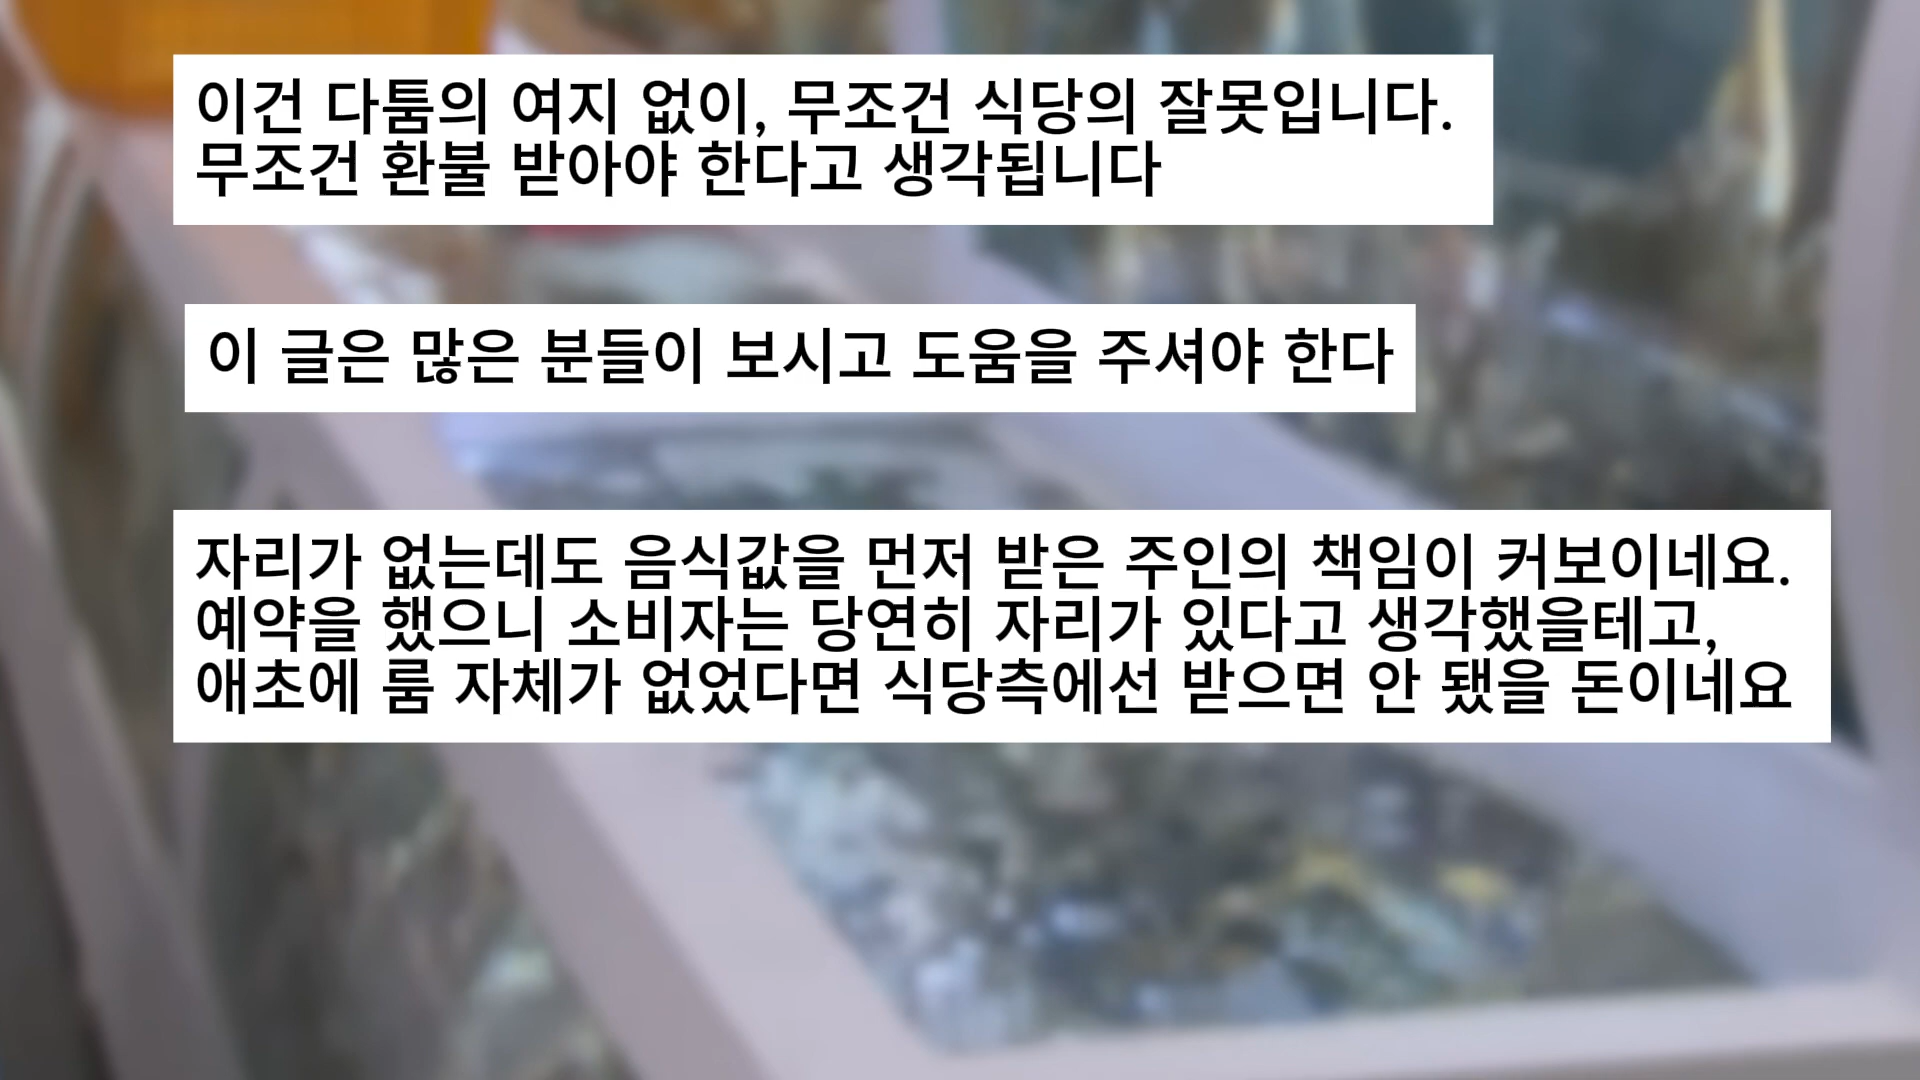 이건 다툼의 여지 없이, 무조건 식당의 잘못입니다.
무조건 환불 받아야 한다고 생각됩니다
이 글은 많은 분들이 보시고 도움을 주셔야 한다
자리가 없는데도 음식값을 먼저 받은 주인의 책임이 커보이네요.
예약을 했으니 소비자는 당연히 자리가 있다고 생각했을테고,
애초에 룸 자체가 없었다면 식당측에선 받으면 안 됐을 돈이네요